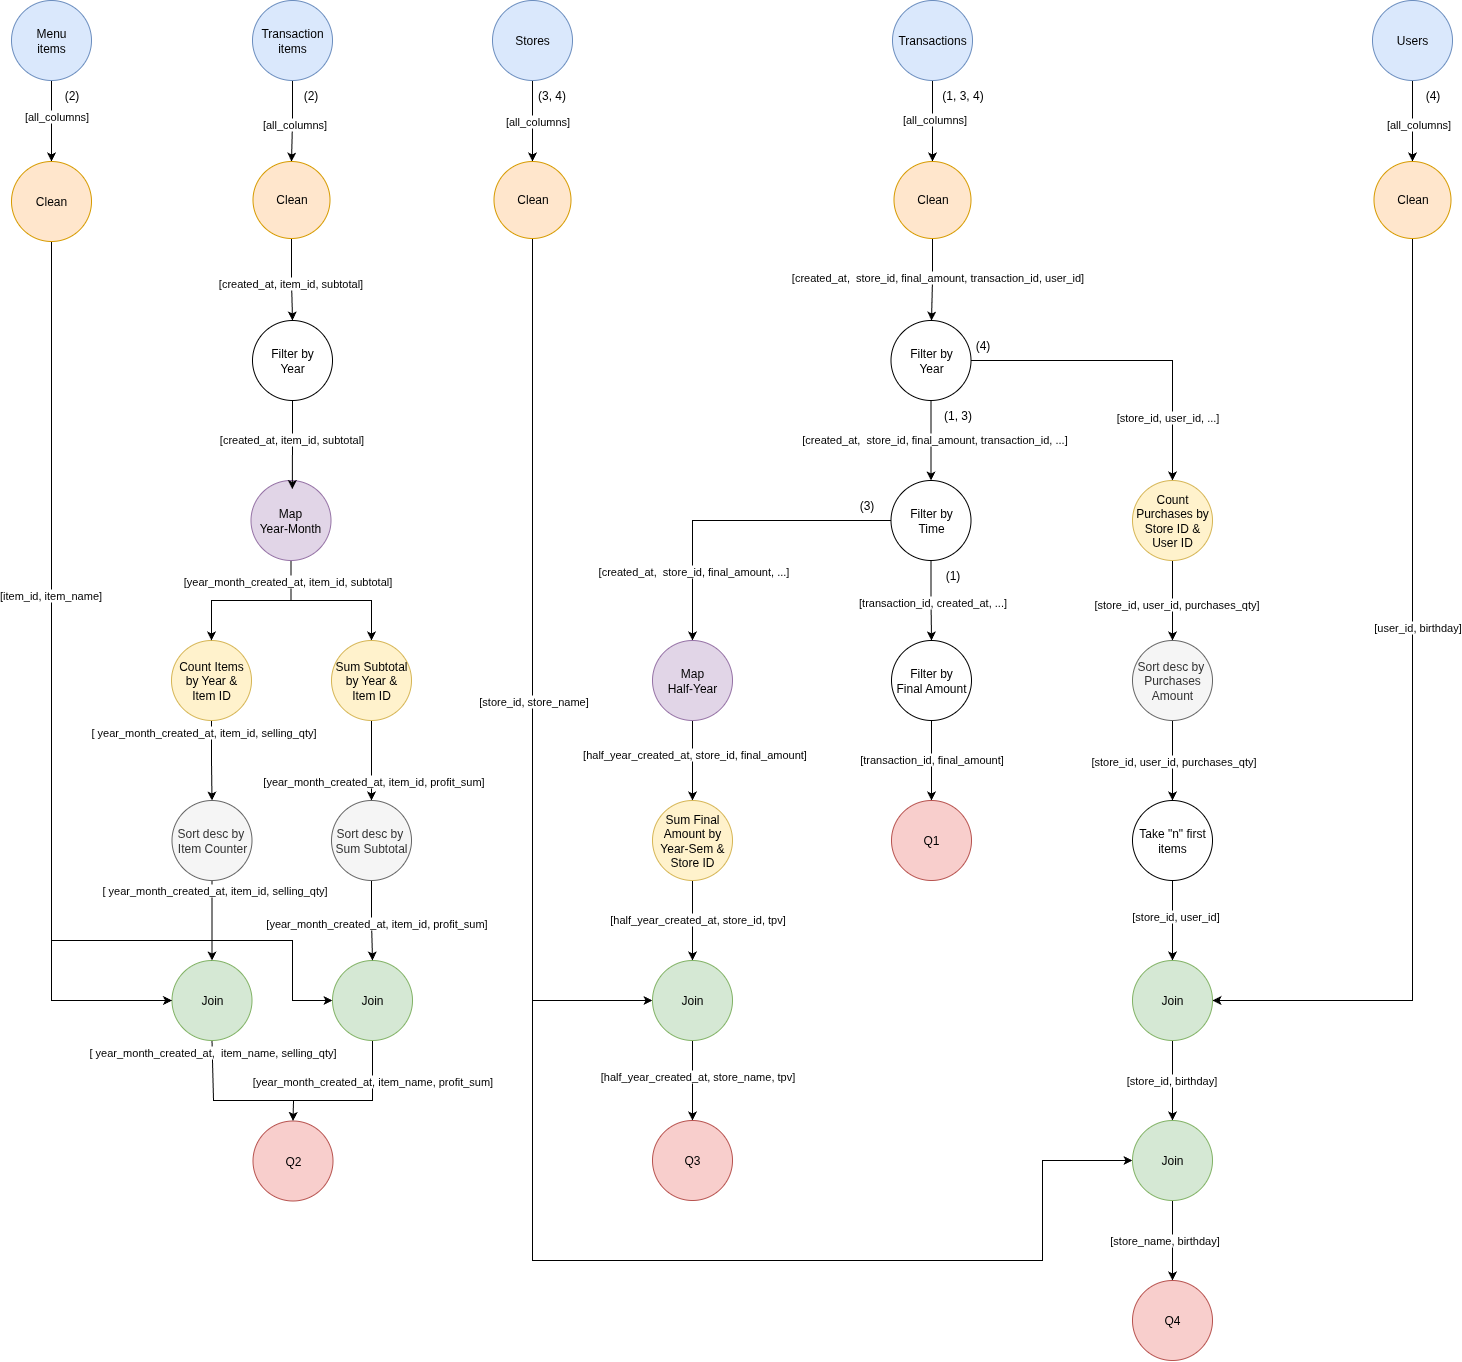 Menu
items
Transaction
items
Stores
Transactions
Users
(2)
(2)
(3, 4)
(1, 3, 4)
(4)
[all_columns]
[all_columns]
[all_columns]
[all_columns]
[all_columns]
Clean
Clean
Clean
Clean
Clean
[created_at, item_id, subtotal]
[created_at,  store_id, final_amount, transaction_id, user_id]
Filter by
Year
Filter by
Year
(4)
(1, 3)
[store_id, user_id, ...]
[created_at, item_id, subtotal]
[created_at,  store_id, final_amount, transaction_id, ...]
Map
Year-Month
(3)
Filter by
Time
Count
Purchases by
Store ID &
User ID
[year_month_created_at, item_id, subtotal]
[created_at,  store_id, final_amount, ...]
(1)
[item_id, item_name]
[transaction_id, created_at, ...]
[store_id, user_id, purchases_qty]
[user_id, birthday]
Count Items
by Year &
Item ID
Sum Subtotal
by Year &
Item ID
[store_id, store_name]
Map
Half-Year
Filter by
Final Amount
Sort desc by
Purchases
Amount
[ year_month_created_at, item_id, selling_qty]
[year_month_created_at, item_id, profit_sum]
[half_year_created_at, store_id, final_amount]
[transaction_id, final_amount]
[store_id, user_id, purchases_qty]
Sort desc by
Item Counter
Sort desc by
Sum Subtotal
Sum Final
Amount by
Year-Sem &
Store ID
Q1
Take "n" first
items
[ year_month_created_at, item_id, selling_qty]
[year_month_created_at, item_id, profit_sum]
[half_year_created_at, store_id, tpv]
[store_id, user_id]
Join
Join
Join
Join
[ year_month_created_at,  item_name, selling_qty]
[year_month_created_at, item_name, profit_sum]
[half_year_created_at, store_name, tpv]
[store_id, birthday]
Q2
Q3
Join
[store_name, birthday]
Q4